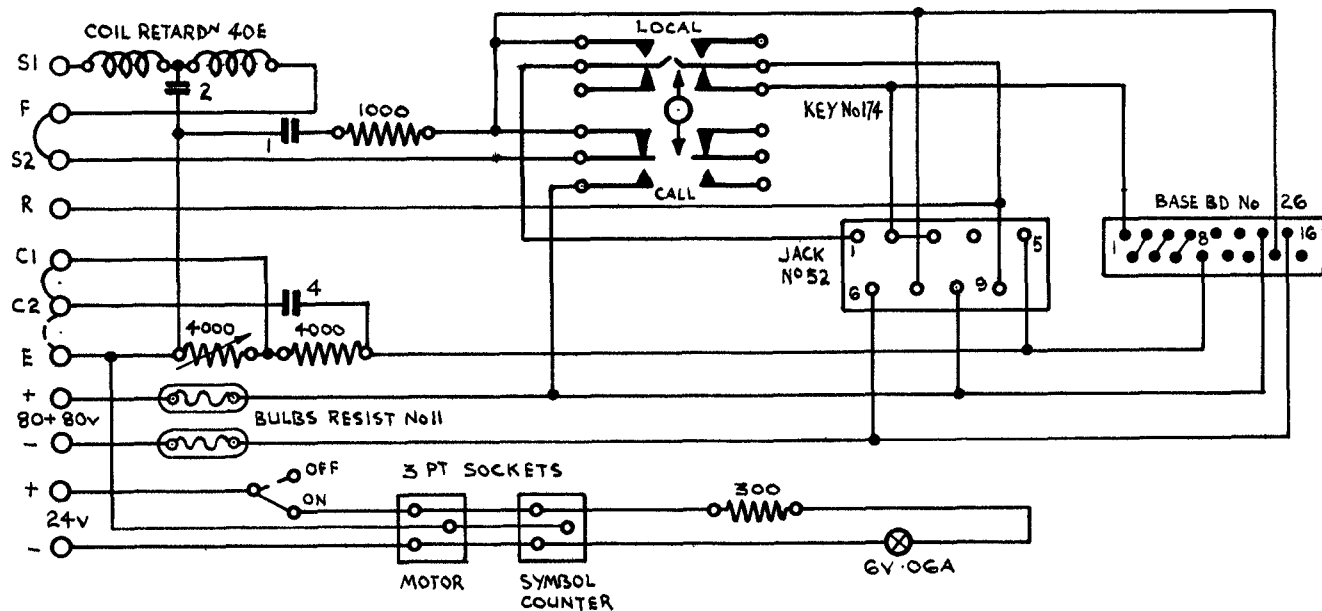 COIL RETARDᴺ 40E
LOCAL
S1
2
F
1000
KEY No174
1
S2
CALL
R
BASE BD No 26
C1
JACK
Nº52
1
5
1
8
16
6
9
C2
4
4000
4000
E
+
80+80v
BULBS RESIST No11
-
+
24v
-
OFF
ON
3 PT SOCKETS
300
MOTOR
SYMBOL
COUNTER
6V ·06A